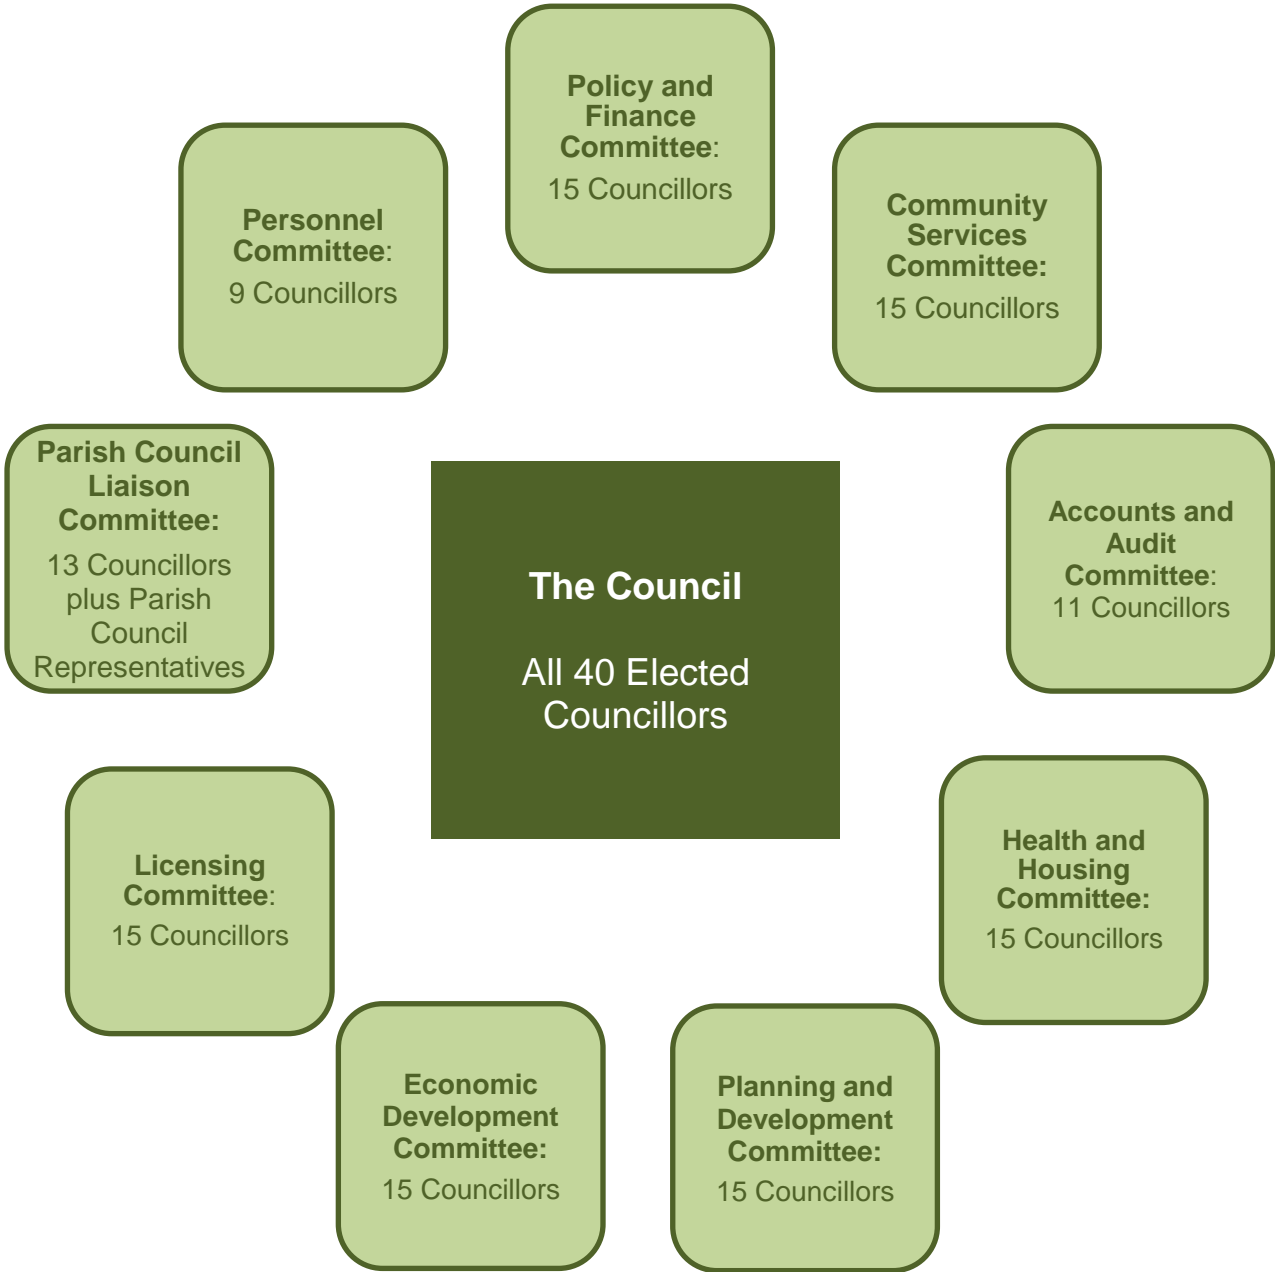 Policy and
Finance
Committee:
15 Councillors
Community
Services
Committee:
15 Councillors
Accounts and
Audit
Committee:
11 Councillors
Health and
Housing
Committee:
15 Councillors
Planning and
Development
Committee:
15 Councillors
Economic
Development
Committee:
15 Councillors
Licensing
Committee:
15 Councillors
Parish Council
Liaison
Committee:
13 Councillors
plus Parish
Council
Representatives
Personnel
Committee:
9 Councillors
The Council
All 40 Elected
Councillors